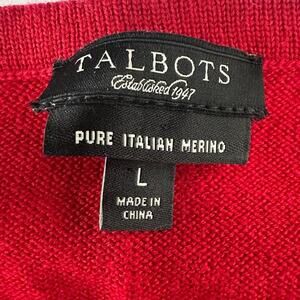 TALBOTS
Established 1947
PURE ITALIAN MERINO
L
MADE IN
CHINA